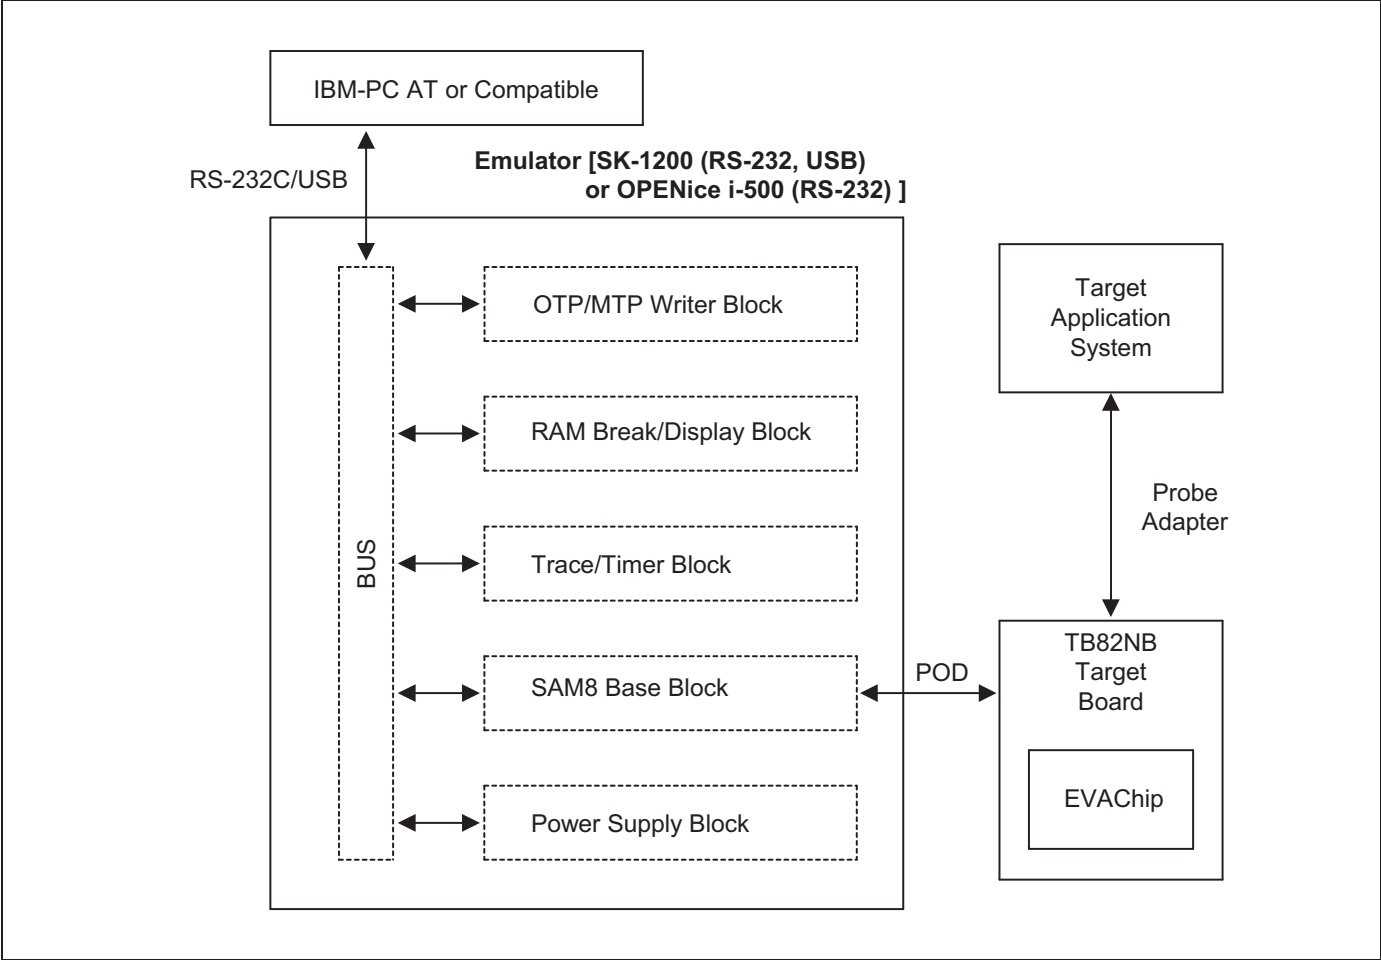 IBM-PC AT or Compatible
RS-232C/USB
Emulator [SK-1200 (RS-232, USB)
or OPENice i-500 (RS-232) ]
BUS
OTP/MTP Writer Block
RAM Break/Display Block
Trace/Timer Block
SAM8 Base Block
Power Supply Block
POD
Target
Application
System
Probe
Adapter
TB82NB
Target
Board
EVAChip